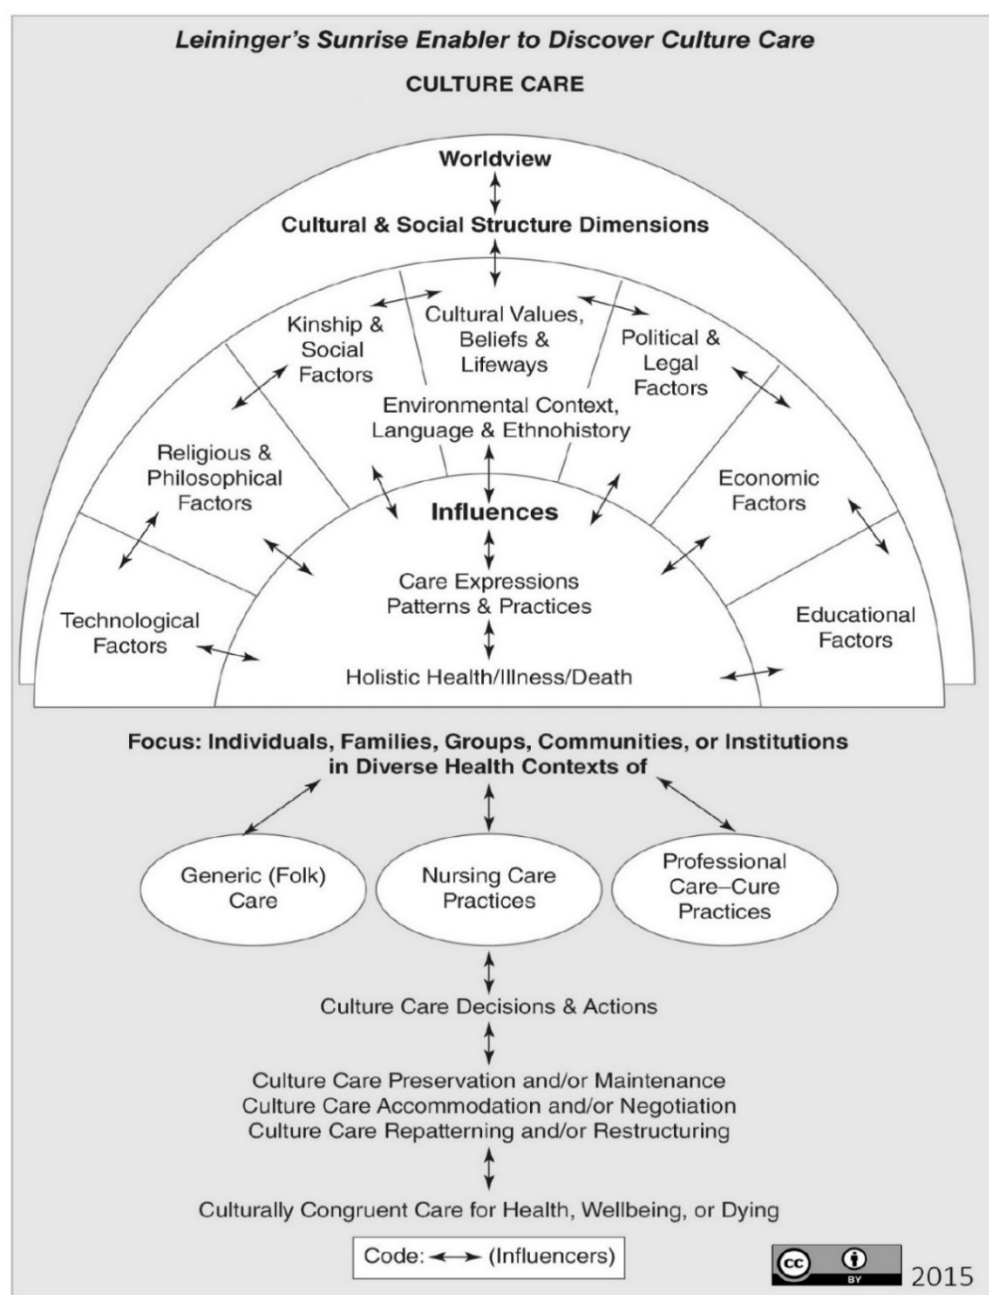 Leininger's Sunrise Enabler to Discover Culture Care
CULTURE CARE
Worldview
Cultural & Social Structure Dimensions
Kinship &
Social
Factors
Cultural Values,
Beliefs &
Lifeways
Political &
Legal
Factors
Environmental Context,
Language & Ethnohistory
Religious &
Philosophical
Factors
Economic
Factors
Influences
Care Expressions
Patterns & Practices
Technological
Factors
Educational
Factors
Holistic Health/Illness/Death
Focus: Individuals, Families, Groups, Communities, or Institutions
in Diverse Health Contexts of
Generic (Folk)
Care
Nursing Care
Practices
Professional
Care–Cure
Practices
Culture Care Decisions & Actions
Culture Care Preservation and/or Maintenance
Culture Care Accommodation and/or Negotiation
Culture Care Repatterning and/or Restructuring
Culturally Congruent Care for Health, Wellbeing, or Dying
Code: ↔ (Influencers)
cc
BY
2015